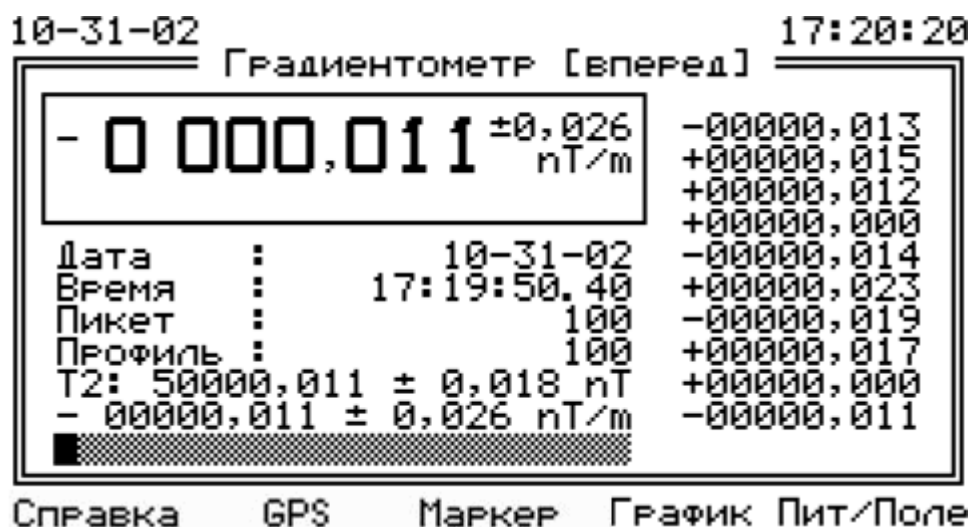 10-31-02 17:20:20
Градиентометр [вперед]
- 0 000,011 ±0,026
nT/m
-00000,013
+00000,015
+00000,012
+00000,000
-00000,014
+00000,023
-00000,019
+00000,017
+00000,000
-00000,011
Дата : 10-31-02
Время : 17:19:50.40
Пикет : 100
Профиль : 100
T2: 50000,011 ± 0,018 nT
- 00000,011 ± 0,026 nT/m
Справка GPS Маркер График Пит/Поле